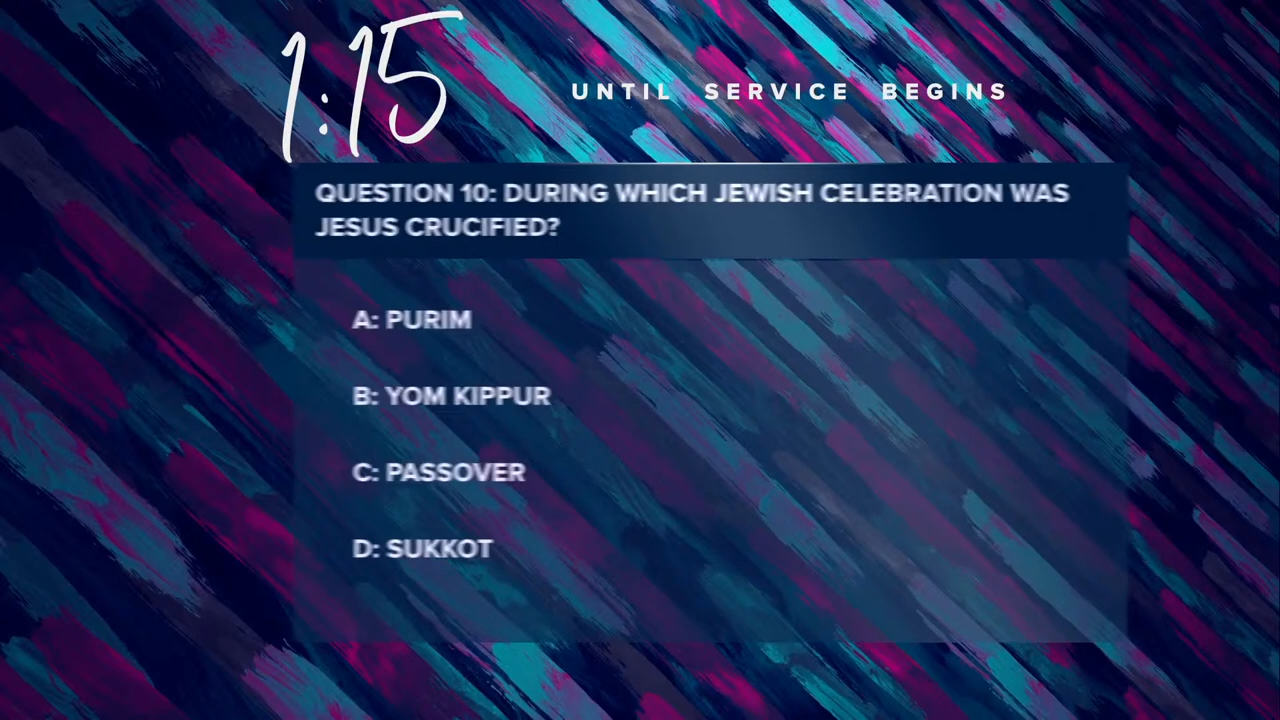 1:15
UNTIL SERVICE BEGINS
QUESTION 10: DURING WHICH JEWISH CELEBRATION WAS
JESUS CRUCIFIED?
A: PURIM
B: YOM KIPPUR
C: PASSOVER
D: SUKKOT